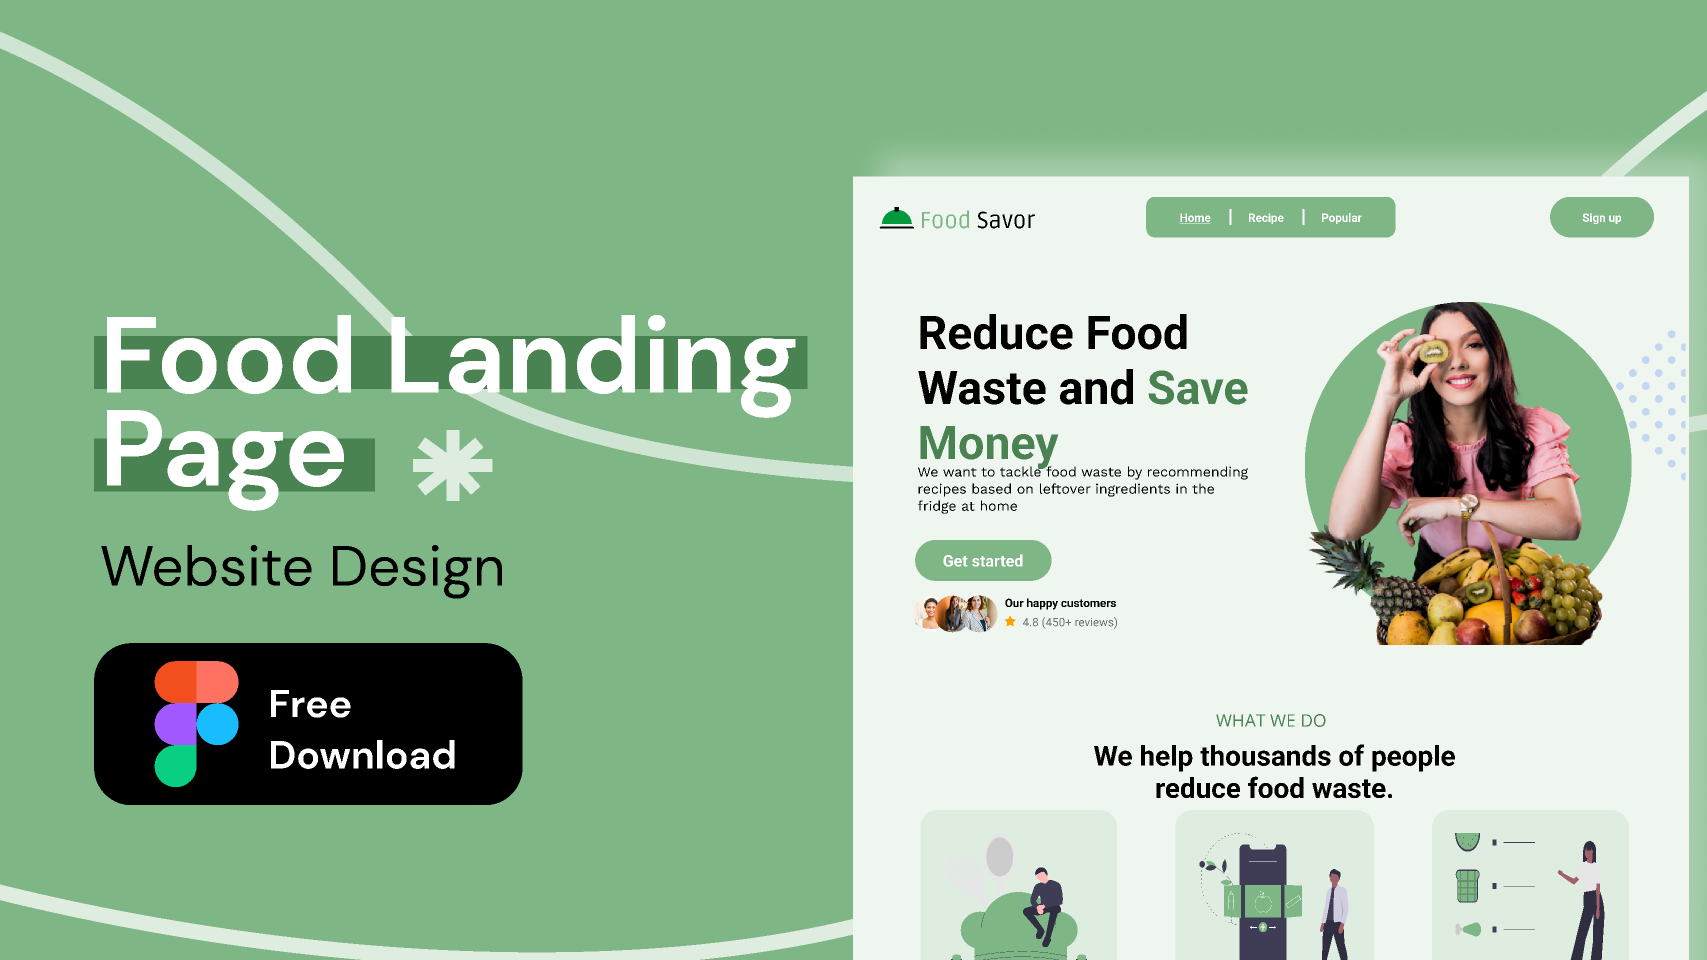 Food Landing
Page
Website Design
Free
Download
Food Savor
Home
Recipe
Popular
Sign up
Reduce Food
Waste and Save
Money
We want to tackle food waste by recommending
recipes based on leftover ingredients in the
fridge at home
Get started
Our happy customers
4.8 (450+ reviews)
WHAT WE DO
We help thousands of people
reduce food waste.